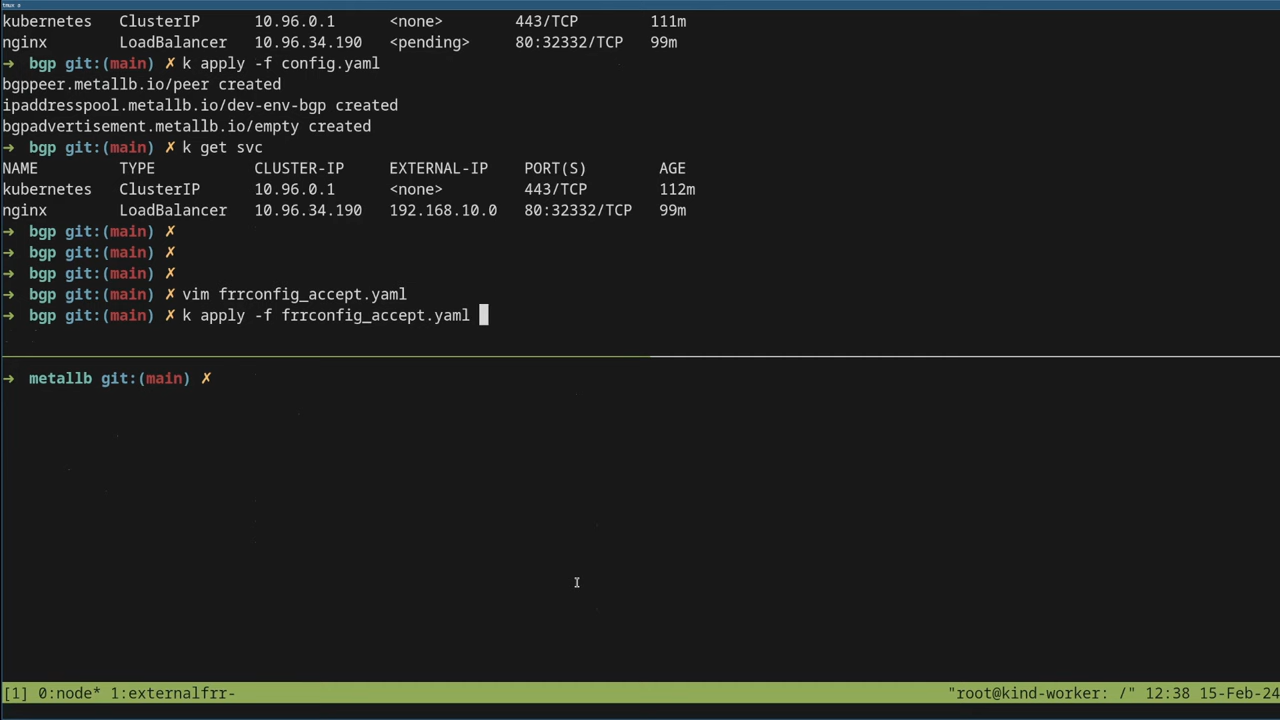 tmux a
kubernetes   ClusterIP      10.96.0.1      <none>        443/TCP        111m
nginx        LoadBalancer   10.96.34.190   <pending>     80:32332/TCP   99m
➜  bgp git:(main) ✗ k apply -f config.yaml
bgppeer.metallb.io/peer created
ipaddresspool.metallb.io/dev-env-bgp created
bgpadvertisement.metallb.io/empty created
➜  bgp git:(main) ✗ k get svc
NAME         TYPE           CLUSTER-IP     EXTERNAL-IP    PORT(S)        AGE
kubernetes   ClusterIP      10.96.0.1      <none>         443/TCP        112m
nginx        LoadBalancer   10.96.34.190   192.168.10.0   80:32332/TCP   99m
➜  bgp git:(main) ✗
➜  bgp git:(main) ✗
➜  bgp git:(main) ✗
➜  bgp git:(main) ✗ vim frrconfig_accept.yaml
➜  bgp git:(main) ✗ k apply -f frrconfig_accept.yaml
➜  metallb git:(main) ✗
[1] 0:node* 1:externalfrr- "root@kind-worker: /" 12:38 15-Feb-24